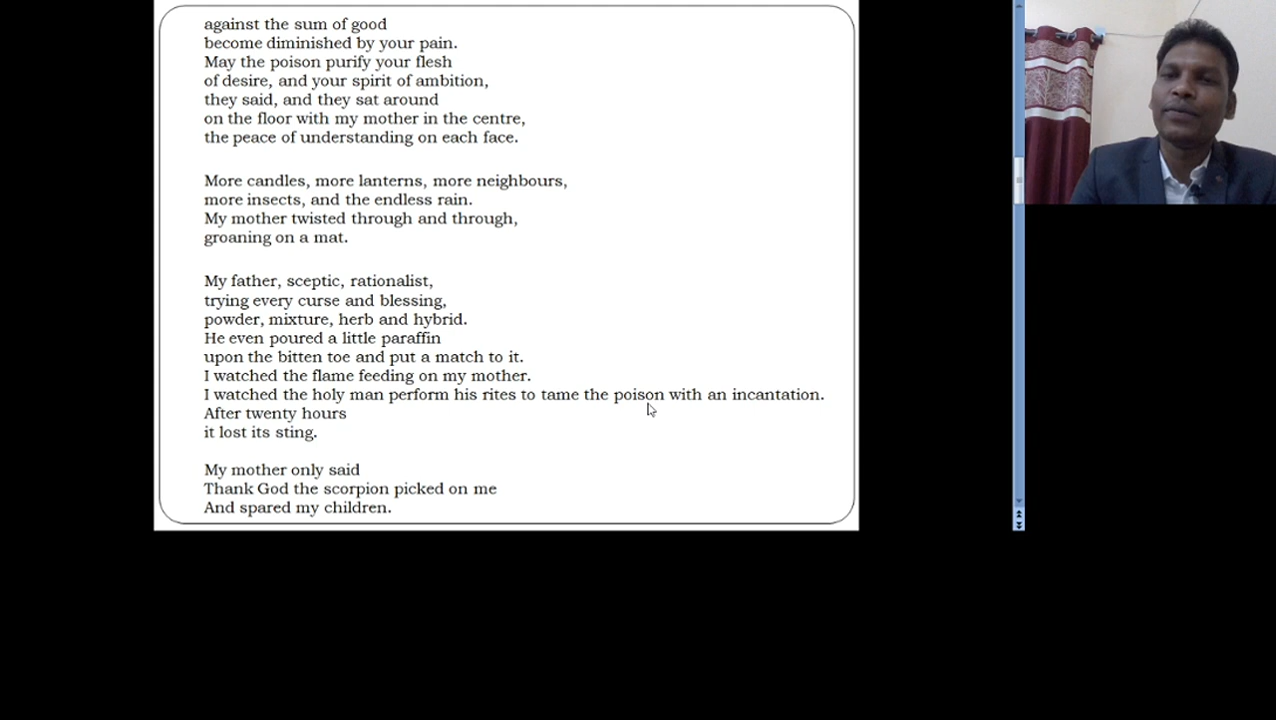 against the sum of good
become diminished by your pain.
May the poison purify your flesh
of desire, and your spirit of ambition,
they said, and they sat around
on the floor with my mother in the centre,
the peace of understanding on each face.
More candles, more lanterns, more neighbours,
more insects, and the endless rain.
My mother twisted through and through,
groaning on a mat.
My father, sceptic, rationalist,
trying every curse and blessing,
powder, mixture, herb and hybrid.
He even poured a little paraffin
upon the bitten toe and put a match to it.
I watched the flame feeding on my mother.
I watched the holy man perform his rites to tame the poison with an incantation.
After twenty hours
it lost its sting.
My mother only said
Thank God the scorpion picked on me
And spared my children.